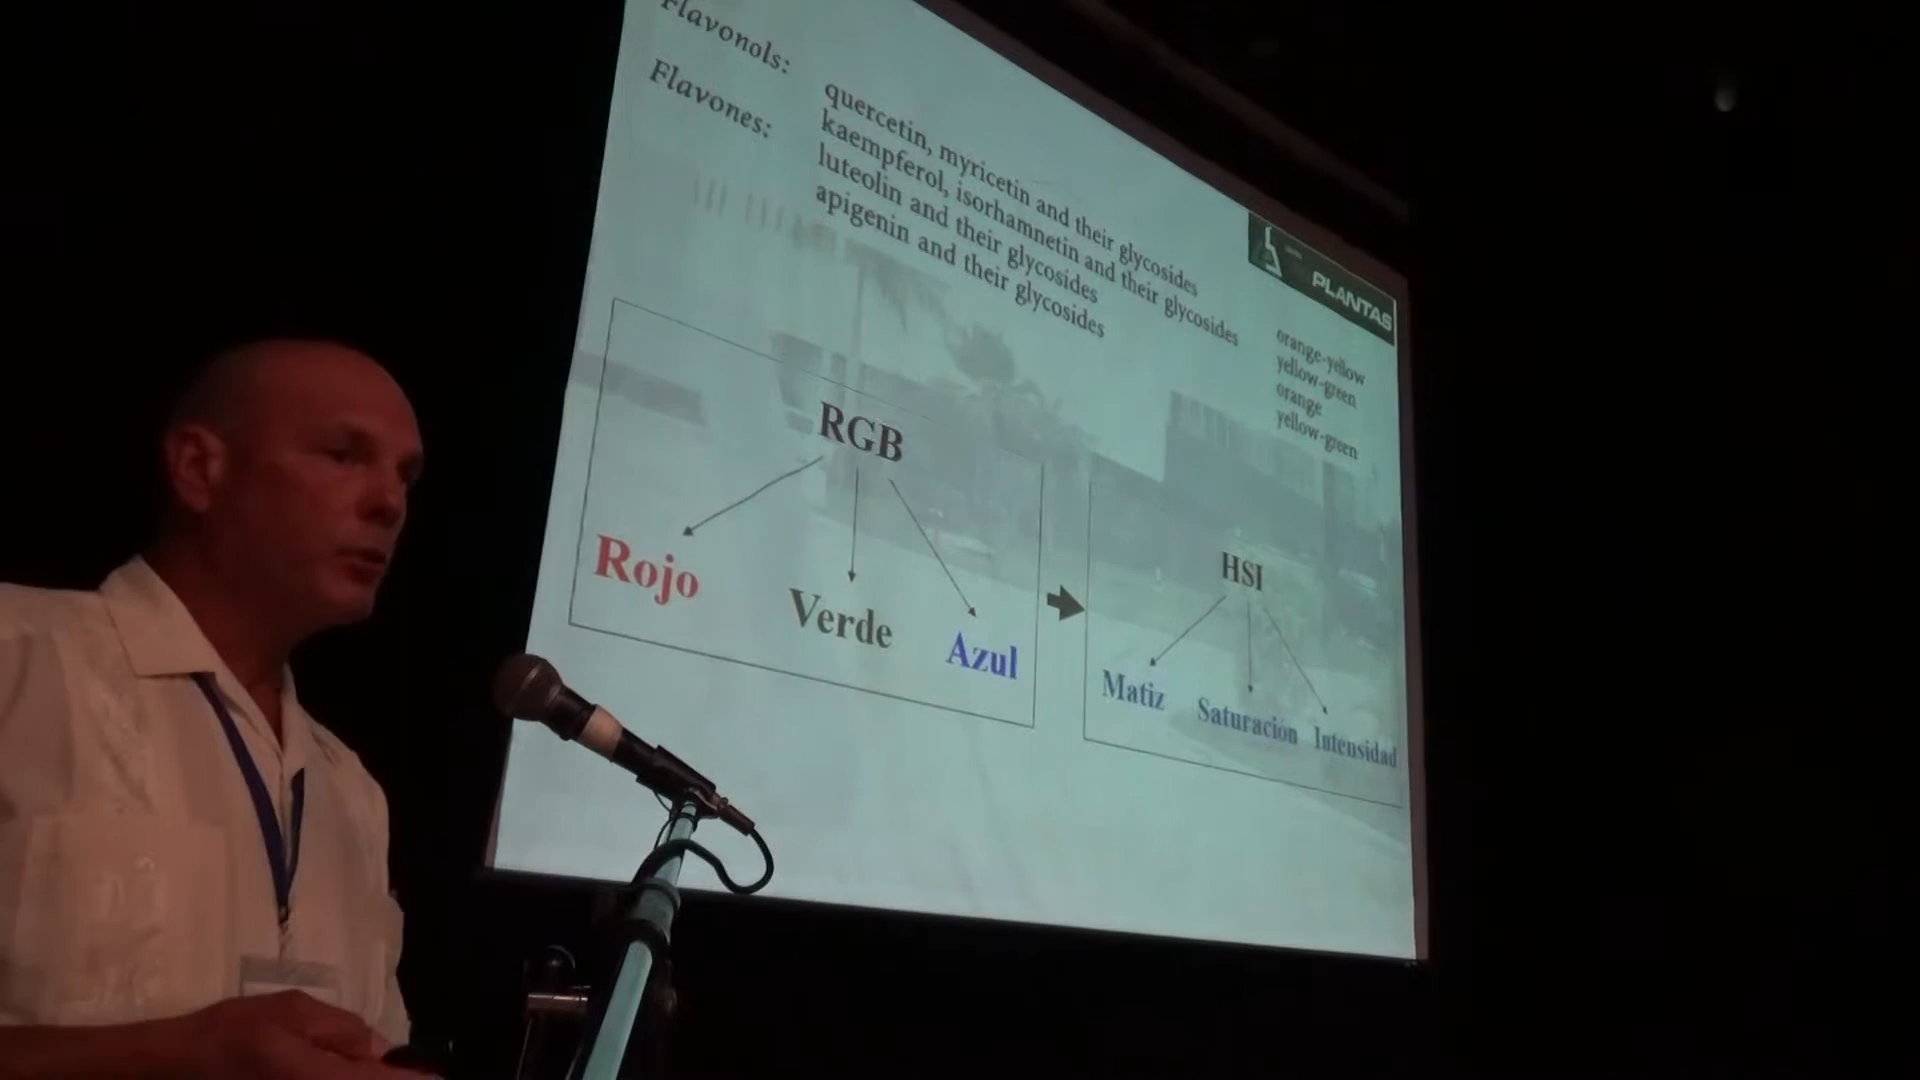 Flavonols:
quercetin, myricetin and their glycosides
orange-yellow
kaempferol, isorhamnetin and their glycosides
yellow-green
Flavones:
luteolin and their glycosides
orange
apigenin and their glycosides
yellow-green
PLANTAS
RGB
Rojo
Verde
Azul
HSI
Matiz
Saturación
Intensidad